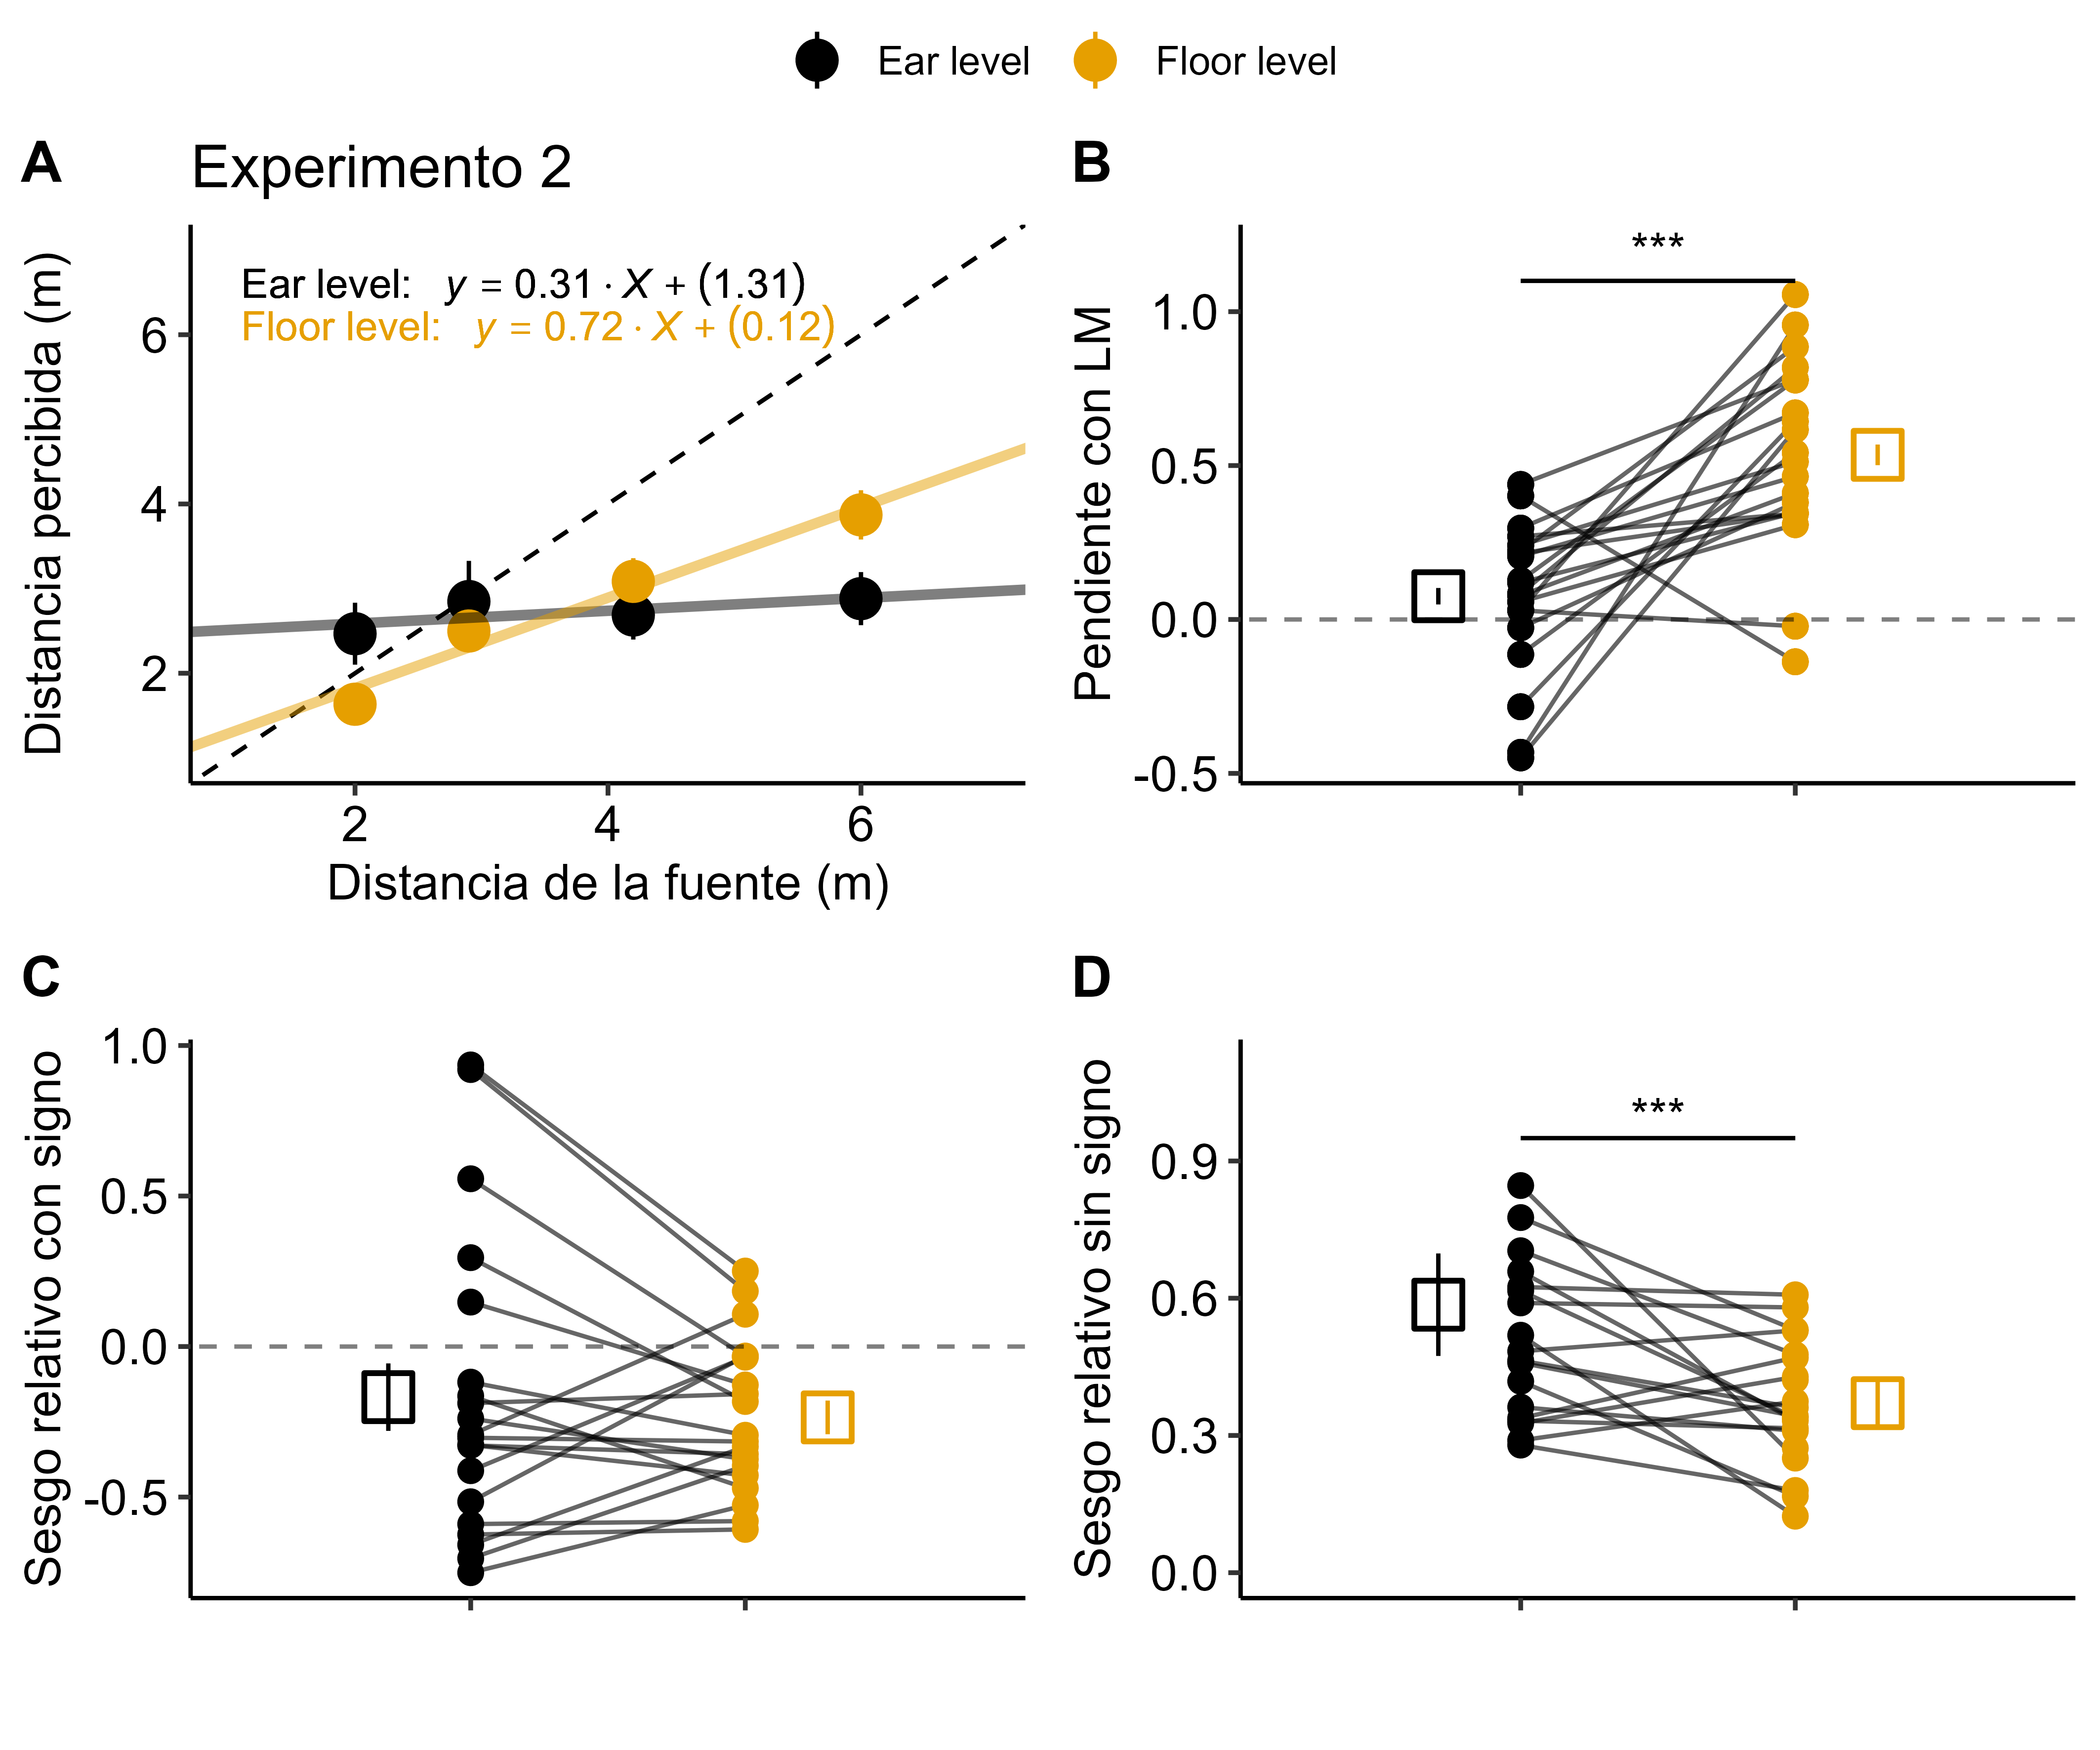 Ear level Floor level
A Experimento 2
Distancia percibida (m)
Ear level: y = 0.31 · X + (1.31)
Floor level: y = 0.72 · X + (0.12)
6
4
2
2 4 6
Distancia de la fuente (m)
B
Pendiente con LM
***
1.0
0.5
0.0
-0.5
C
Sesgo relativo con signo
1.0
0.5
0.0
-0.5
D
Sesgo relativo sin signo
***
0.9
0.6
0.3
0.0